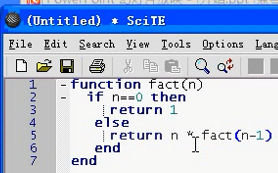 (Untitled) * SciTE
File Edit Search View Tools Options
1 - function fact(n)
2 - if n==0 then
3 return 1
4 else
5 return n * fact(n-1)
6 end
7 end